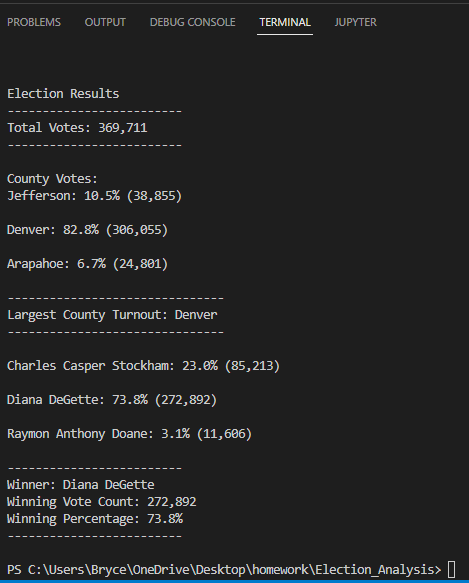 PROBLEMS OUTPUT DEBUG CONSOLE TERMINAL JUPYTER
Election Results
-------------------------
Total Votes: 369,711
-------------------------
County Votes:
Jefferson: 10.5% (38,855)
Denver: 82.8% (306,055)
Arapahoe: 6.7% (24,801)
-------------------------------
Largest County Turnout: Denver
-------------------------------
Charles Casper Stockham: 23.0% (85,213)
Diana DeGette: 73.8% (272,892)
Raymon Anthony Doane: 3.1% (11,606)
-------------------------
Winner: Diana DeGette
Winning Vote Count: 272,892
Winning Percentage: 73.8%
-------------------------
PS C:\Users\Bryce\OneDrive\Desktop\homework\Election_Analysis>